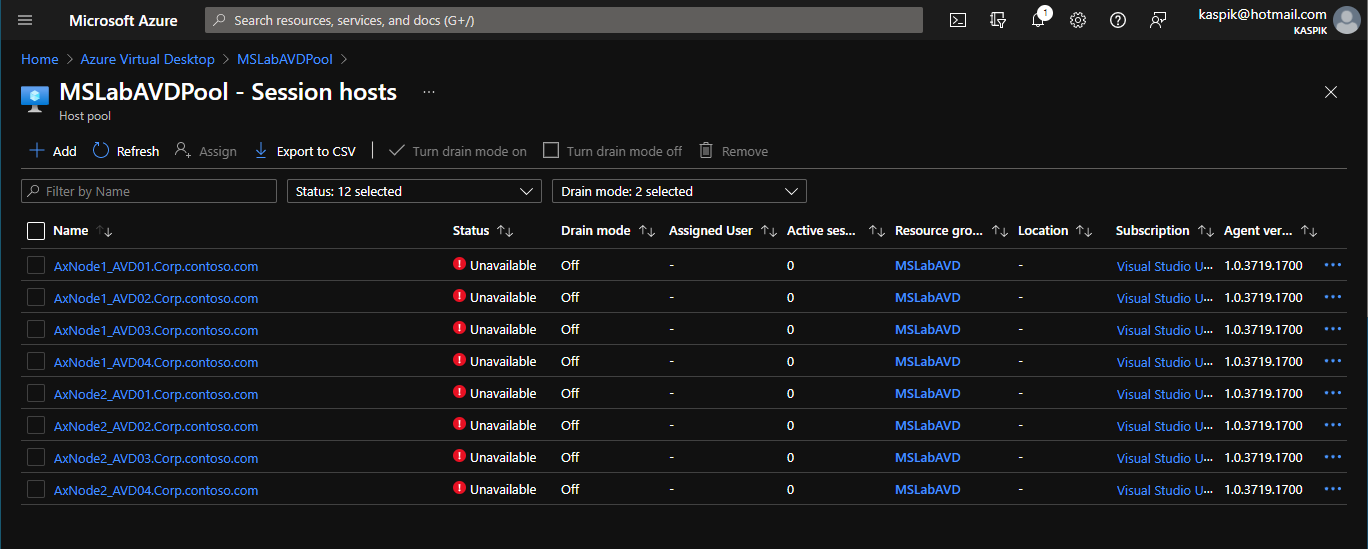 Microsoft Azure
Search resources, services, and docs (G+/)
1
kaspik@hotmail.com
KASPIK
Home > Azure Virtual Desktop > MSLabAVDPool >
MSLabAVDPool - Session hosts ...
Host pool
Add Refresh Assign Export to CSV Turn drain mode on Turn drain mode off Remove
Filter by Name Status: 12 selected Drain mode: 2 selected
Name Status Drain mode Assigned User Active ses... Resource gro... Location Subscription Agent ver...
AxNode1_AVD01.Corp.contoso.com Unavailable Off - 0 MSLabAVD - Visual Studio U... 1.0.3719.1700 ...
AxNode1_AVD02.Corp.contoso.com Unavailable Off - 0 MSLabAVD - Visual Studio U... 1.0.3719.1700 ...
AxNode1_AVD03.Corp.contoso.com Unavailable Off - 0 MSLabAVD - Visual Studio U... 1.0.3719.1700 ...
AxNode1_AVD04.Corp.contoso.com Unavailable Off - 0 MSLabAVD - Visual Studio U... 1.0.3719.1700 ...
AxNode2_AVD01.Corp.contoso.com Unavailable Off - 0 MSLabAVD - Visual Studio U... 1.0.3719.1700 ...
AxNode2_AVD02.Corp.contoso.com Unavailable Off - 0 MSLabAVD - Visual Studio U... 1.0.3719.1700 ...
AxNode2_AVD03.Corp.contoso.com Unavailable Off - 0 MSLabAVD - Visual Studio U... 1.0.3719.1700 ...
AxNode2_AVD04.Corp.contoso.com Unavailable Off - 0 MSLabAVD - Visual Studio U... 1.0.3719.1700 ...